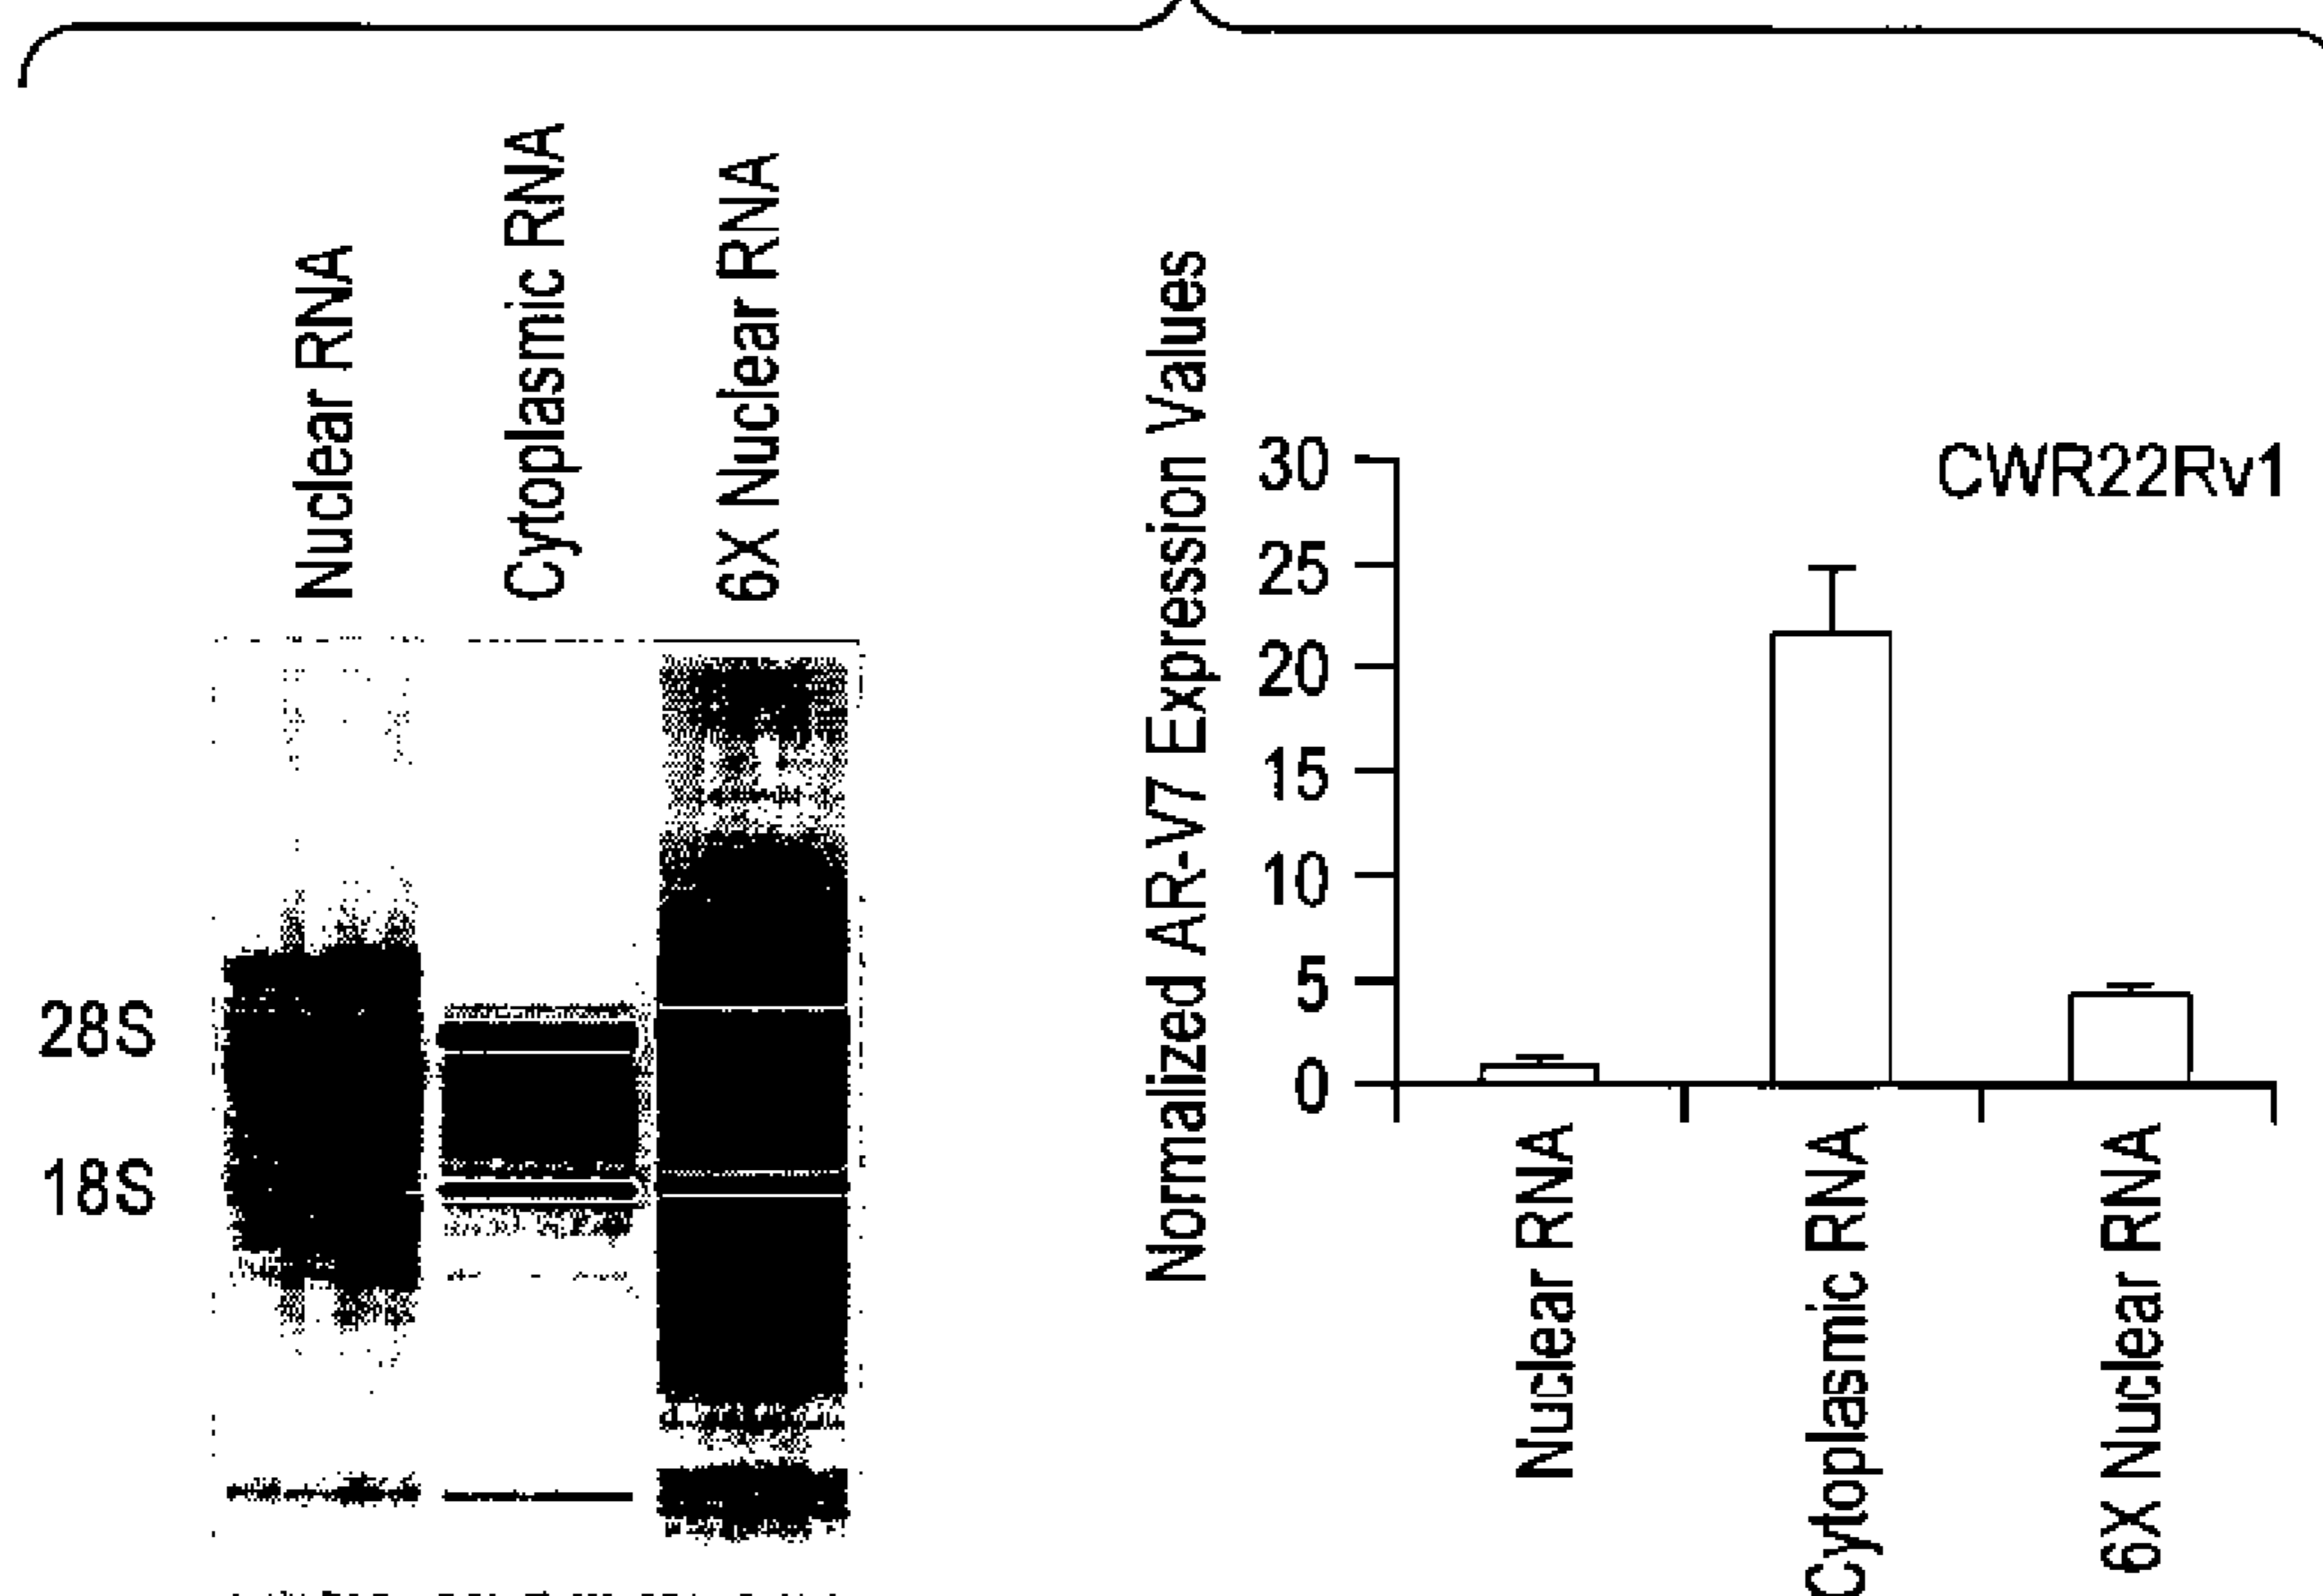 Nuclear RNA
Cytoplasmic RNA
6X Nuclear RNA
28S
18S
Normalized AR-V7 Expression Values
30
25
20
15
10
5
0
CWR22Rv1
Nuclear RNA
Cytoplasmic RNA
6X Nuclear RNA